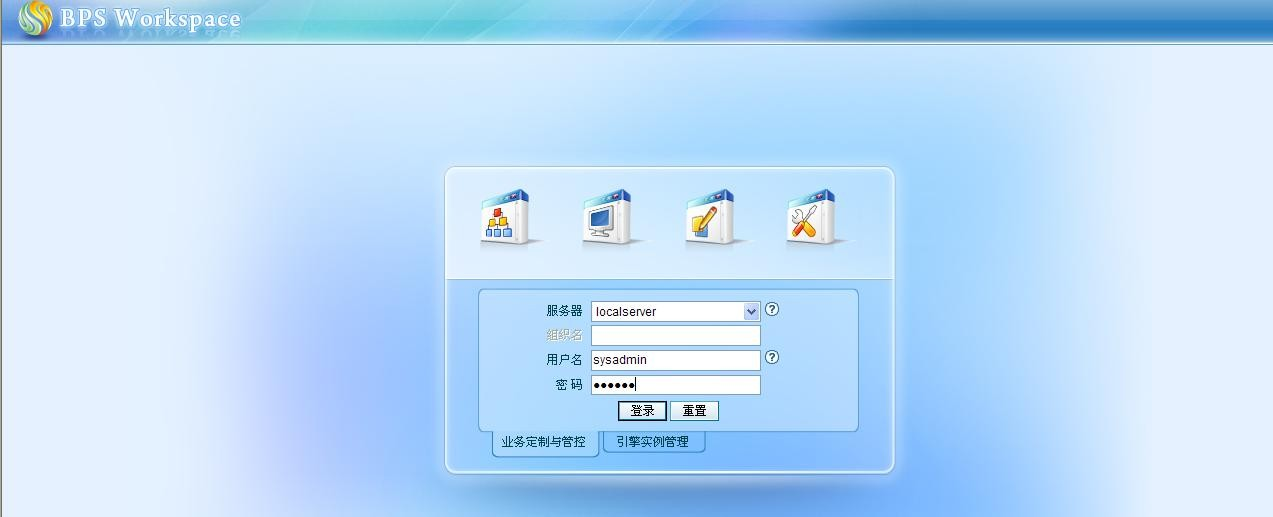 BPS Workspace
服务器 localserver
组织名
用户名 sysadmin
密 码 ●●●●●●
登录 重置
业务定制与管控 引擎实例管理